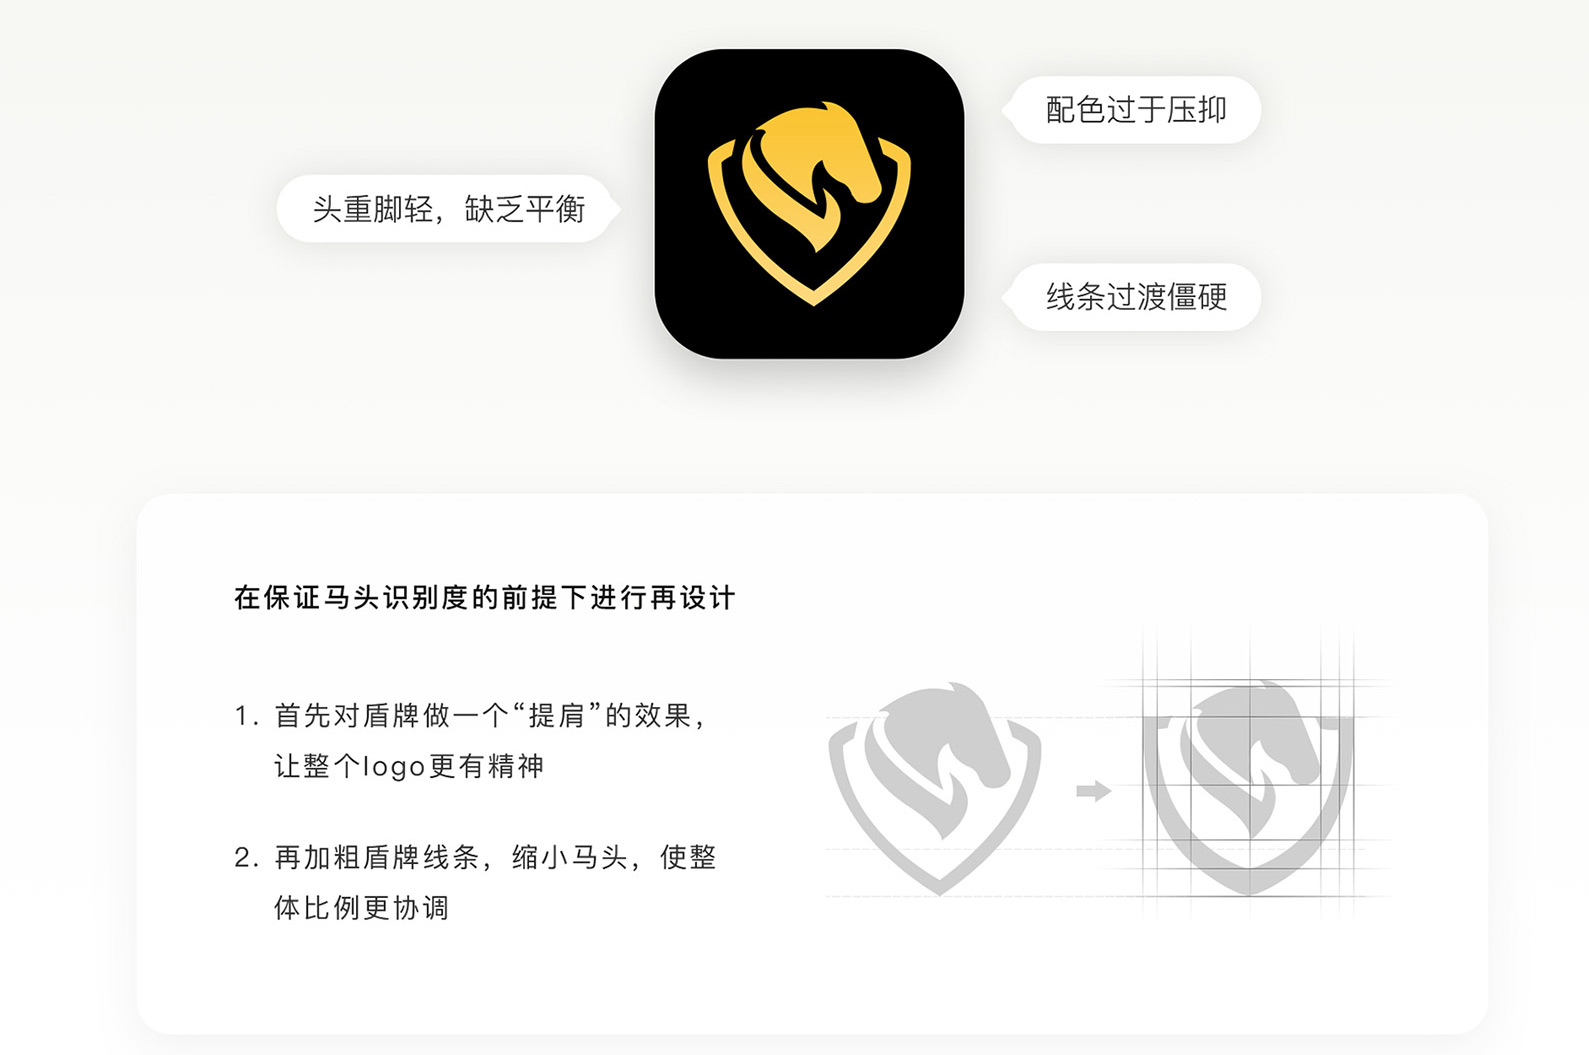 配色过于压抑
头重脚轻，缺乏平衡
线条过渡僵硬
在保证马头识别度的前提下进行再设计
1. 首先对盾牌做一个“提肩”的效果，
让整个logo更有精神
2. 再加粗盾牌线条，缩小马头，使整
体比例更协调